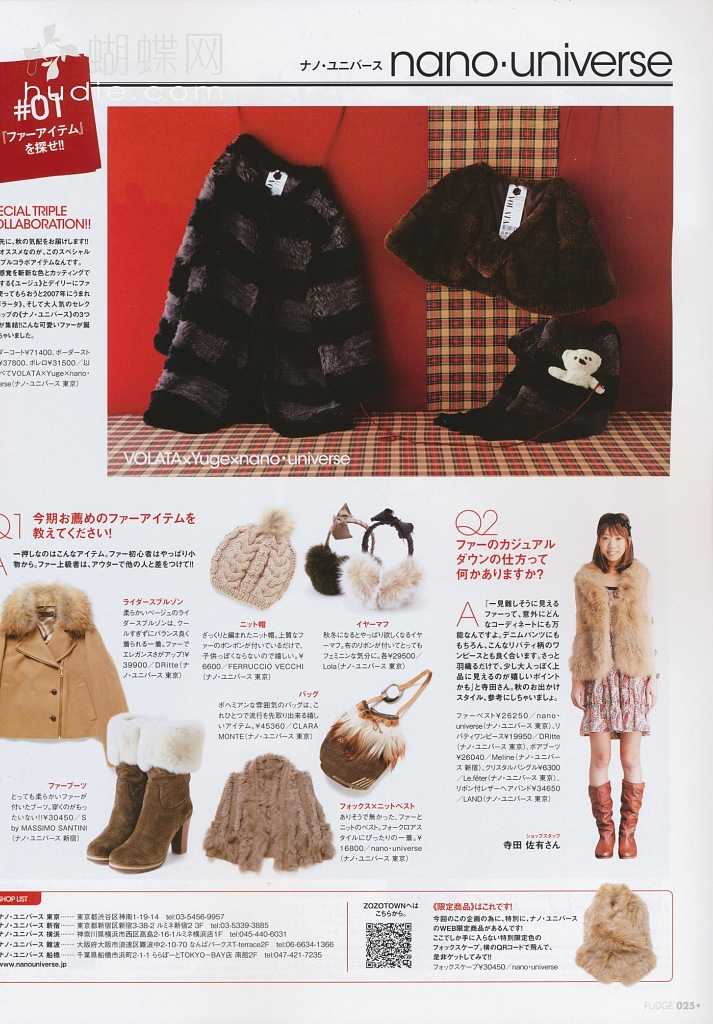 蝴蝶网
hudie.com
ナノ・ユニバース nano・universe
#01
『ファーアイテム』
を探せ!!
ECIAL TRIPLE
OLLABORATION!!
先に、秋の気配をお届けします!!
オススメなのが、このスペシャル
プルコラボアイテムなんです。
感覚を斬新な色とカッティングで
する《ユージュ》とデイリーにファ
使ってもらおうと2007年にうまれ
ラータ》、そして大人気のセレク
ップの《ナノ・ユニバース》の3つ
が集結!!こんな可愛いファーが誕
ちゃいました。
ダーコート¥71400、ボーダースト
¥37800、ボレロ¥31500／以
べてVOLATA×Yuge×nano・
erse(ナノ・ユニバース 東京)
VOLATA
VOLATA
VOLATA×Yuge×nano・universe
Q1 今期お薦めのファーアイテムを
教えてください!
A 一押しなのはこんなアイテム。ファー初心者はやっぱり小
物から。ファー上級者は、アウターで他の人と差をつけて!!
ライダースブルゾン
柔らかいベージュのライ
ダースブルゾンは、クー
ルすぎずにバランス良く
着られる一着。ファーで
エレガンスさがアップ!¥
39900／DRitte(ナ
ノ・ユニバース 東京)
ニット帽
ざっくりと編まれたニット帽。上質なフ
ァーのポンポンが付いているだけで、
子供っぽくならないので嬉しい。¥
6600／FERRUCCIO VECCHI
(ナノ・ユニバース 東京)
イヤーマフ
秋冬になるとやっぱり欲しくなるイヤ
ーマフ。布のリボンが付いてとっても
フェミニンな気分に。各¥29500／
Lola(ナノ・ユニバース 東京)
バッグ
ボヘミアンな雰囲気のバッグは、こ
れひとつで流行を先取り出来る嬉し
いアイテム。¥45360／CLARA
MONTE(ナノ・ユニバース 東京)
ファーブーツ
とっても柔らかいファーが
付いたブーツ。穿くのがもっ
たいない!!¥30450／S
by MASSIMO SANTINI
(ナノ・ユニバース 新宿)
フォックス×ニットベスト
ありそうで無かった、ファーと
ニットのベスト。フォークロアス
タイルにぴったりの一着。¥
16800／nano・universe
(ナノ・ユニバース 東京)
Q2
ファーのカジュアル
ダウンの仕方って
何かありますか?
A 『一見難しそうに見える
ファーって、意外にどん
なコーディネートにも万
能なんですよ。デニムパンツにも
もちろん、こんなリバティ柄のワ
ンピースとも良く合います。さっと
羽織るだけで、少し大人っぽく上
品に見えるのが嬉しいポイント
かも』と寺田さん。秋のお出かけ
スタイル、参考にしちゃいましょ。
ファーベスト¥26250／nano・
universe(ナノ・ユニバース 東京)、リ
バティワンピース¥19950／DRitte
(ナノ・ユニバース 東京)、ボアブーツ
¥26040／Meline(ナノ・ユニバー
ス 新宿)、クリスタルバングル¥6300
／Le.féter(ナノ・ユニバース 東京)、
リボン付レザーヘアバンド¥34650
／LAND(ナノ・ユニバース 東京)
ショップスタッフ
寺田 佐有さん
SHOP LIST
ナノ・ユニバース 東京…… 東京都渋谷区神南1-19-14 tel:03-5456-9957
ナノ・ユニバース 新宿…… 東京都新宿区新宿3-38-2 ルミネ新宿2 3F tel:03-5339-3885
ナノ・ユニバース 横浜…… 神奈川県横浜市西区高島2-16-1ルミネ横浜店1F tel:045-440-6031
ナノ・ユニバース 難波…… 大阪府大阪市浪速区難波中2-10-70 なんばパークスT-terrace2F tel:06-6634-1366
ナノ・ユニバース 船橋…… 千葉県船橋市浜町2-1-1 ららぽーとTOKYO-BAY店 南館2F tel:047-421-7235
www.nanouniverse.jp
ZOZOTOWNへは
こちらから。
《限定商品》はこれです!
今回のこの企画の為に、特別に、ナノ・ユニバース
のWEB限定商品があるんです!
ここでしか手に入らない特別限定色の
フォックスケープ。横のQRコードで飛んで、
是非ゲットしてみて!!
フォックスケープ¥30450／nano・universe
FUDGE 025